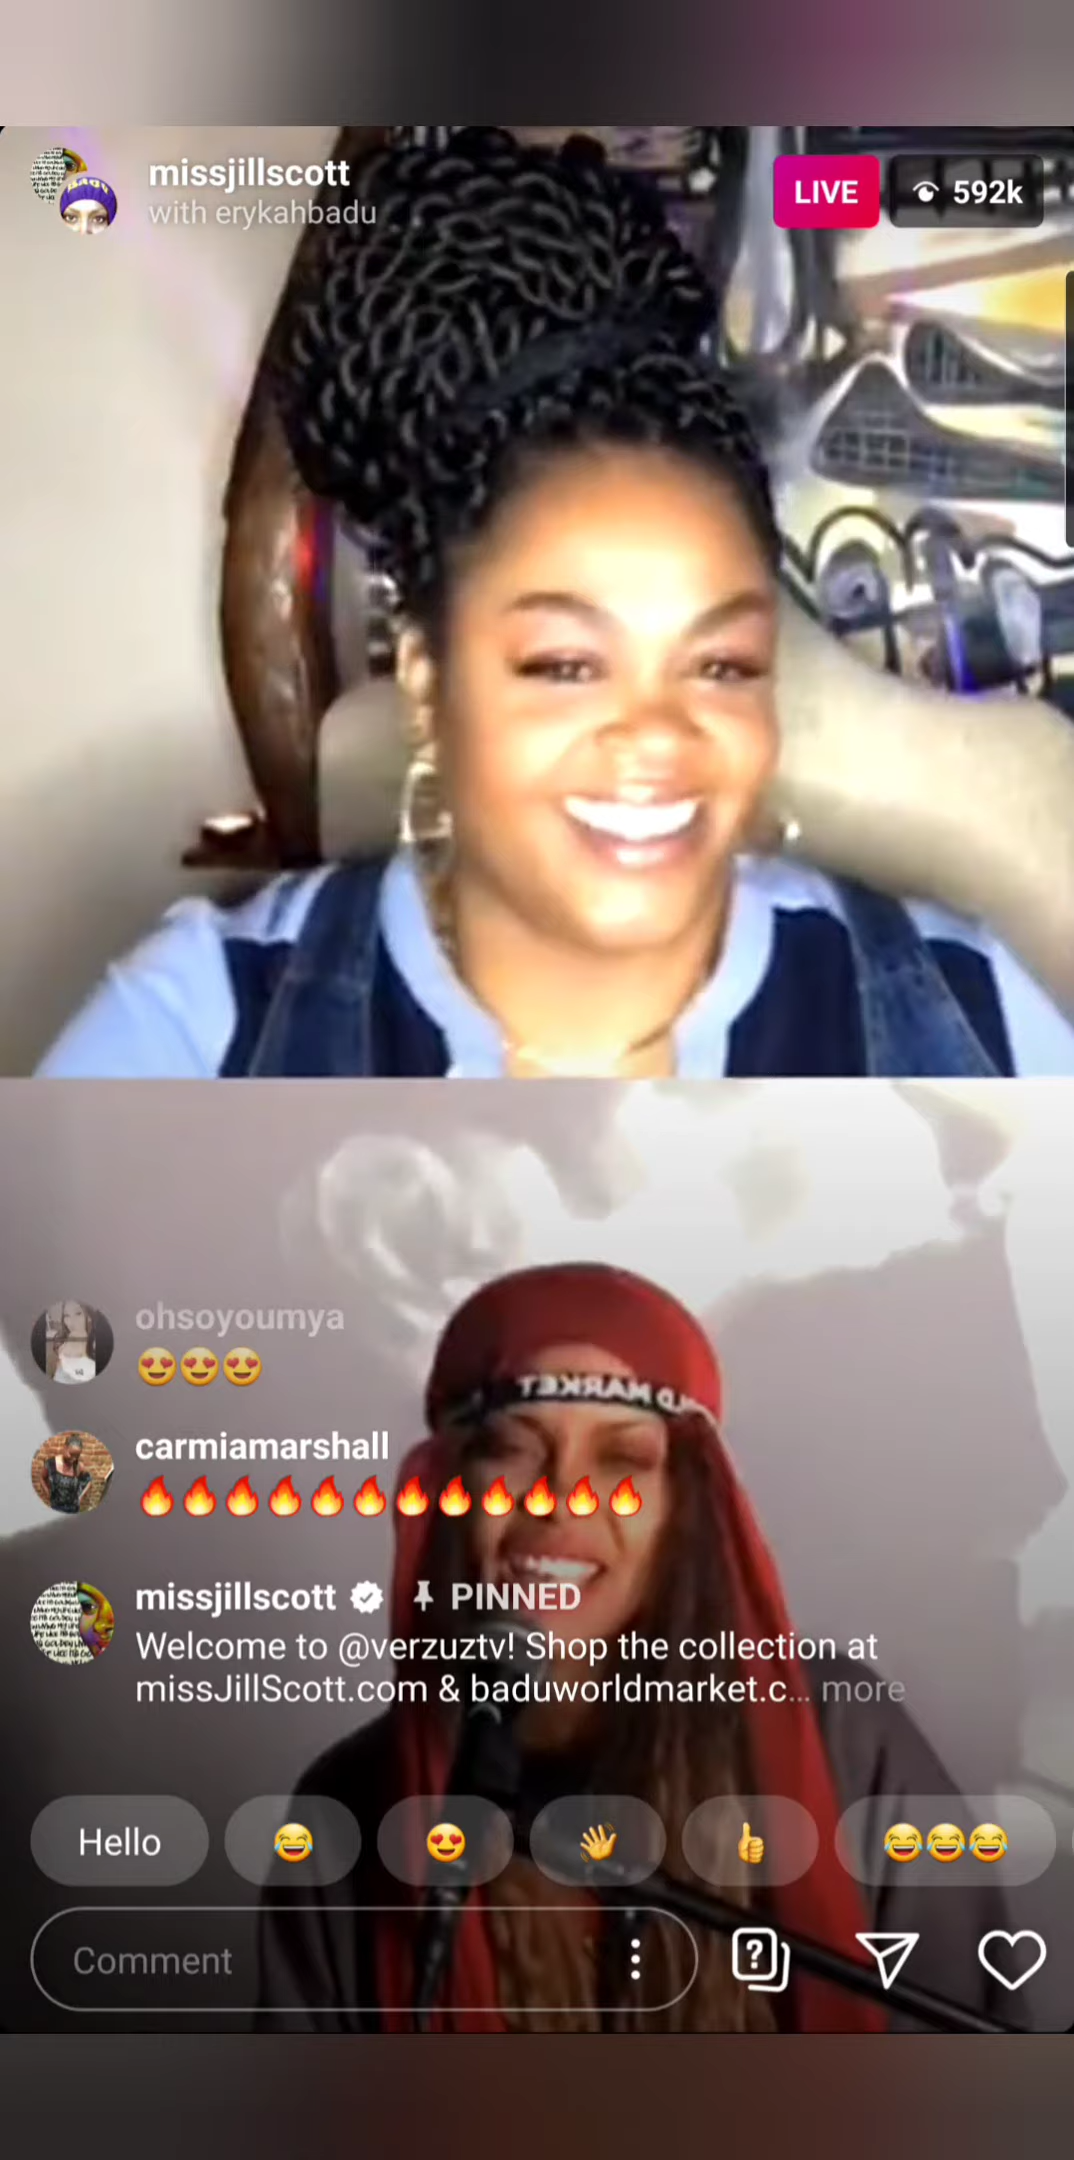 missjillscott
with erykahbadu
LIVE
592k
ohsoyoumya
😍😍😍
carmiamarshall
🔥🔥🔥🔥🔥🔥🔥🔥🔥🔥🔥🔥
missjillscott PINNED
Welcome to @verzuztv! Shop the collection at
missJillScott.com & baduworldmarket.c... more
MARKET
Hello 😂 😍 👋 👍 😂😂😂
Comment